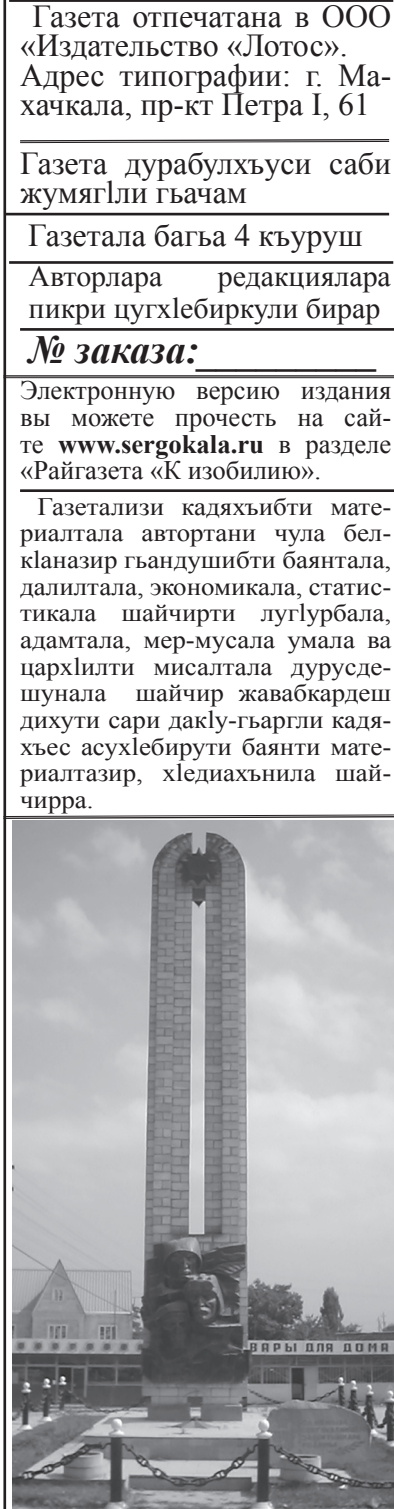 Газета отпечатана в ООО
«Издательство «Лотос».
Адрес типографии: г. Ма-
хачкала, пр-кт Петра I, 61
Газета дурабулхъуси саби
жумягIли гьачам
Газетала багьа 4 къуруш
Авторлара редакциялара
пикри цугхIебиркули бирар
№ заказа:___________
Электронную версию издания
вы можете прочесть на сай-
те www.sergokala.ru в разделе
«Райгазета «К изобилию».
Газетализи кадяхъибти мате-
риалтала автортани чула бел-
кIаназир гьандушибти баянтала,
далилтала, экономикала, статис-
тикала шайчирти лугIурбала,
адамтала, мер-мусала умала ва
цархIилти мисалтала дурусде-
шунала шайчир жавабкардеш
дихути сари дакIу-гьаргли кадя-
хъес асухIебирути баянти мате-
риалтазир, хIедиахънила шай-
чирра.
ВАРЫ ДЛЯ ДОМА